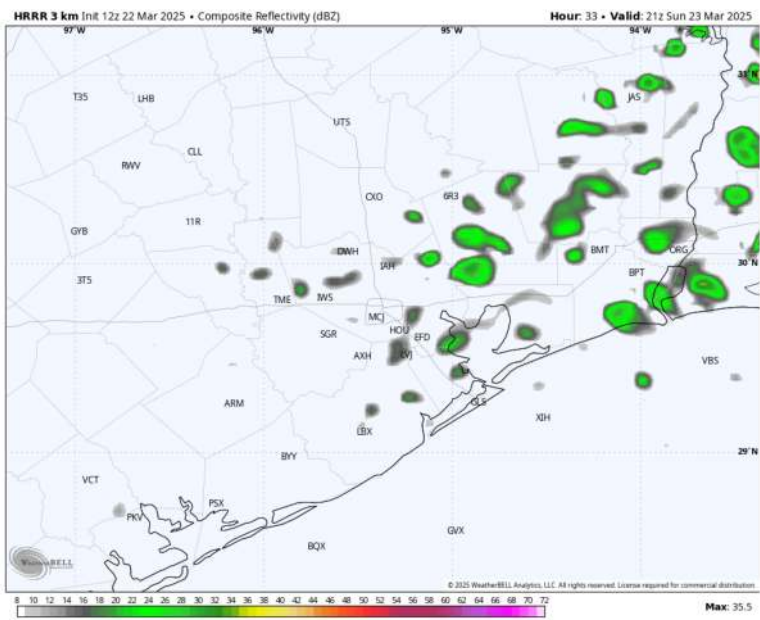 HRRR 3 km Init 12z 22 Mar 2025 • Composite Reflectivity (dBZ) Hour: 33 • Valid: 21z Sun 23 Mar 2025
97°W 96°W 95°W 94°W
31°N
T35 LHB JAS
UTS
CLL
RWV
CXO 6R3
11R
GYB
DWH BMT ORG
IAH 30°N
3T5 BPT
TME IWS
MCJ
SGR HOU EFD
AXH LVJ
VBS
ARM GLS
XIH
LBX
BYY 29°N
VCT
PSX
PKV
GVX
BQX
WeatherBELL
© 2025 WeatherBELL Analytics, LLC. All rights reserved. License required for commercial distribution.
8 10 12 14 16 18 20 22 24 26 28 30 32 34 36 38 40 42 44 46 48 50 52 54 56 58 60 62 64 66 68 70 72 Max: 35.5